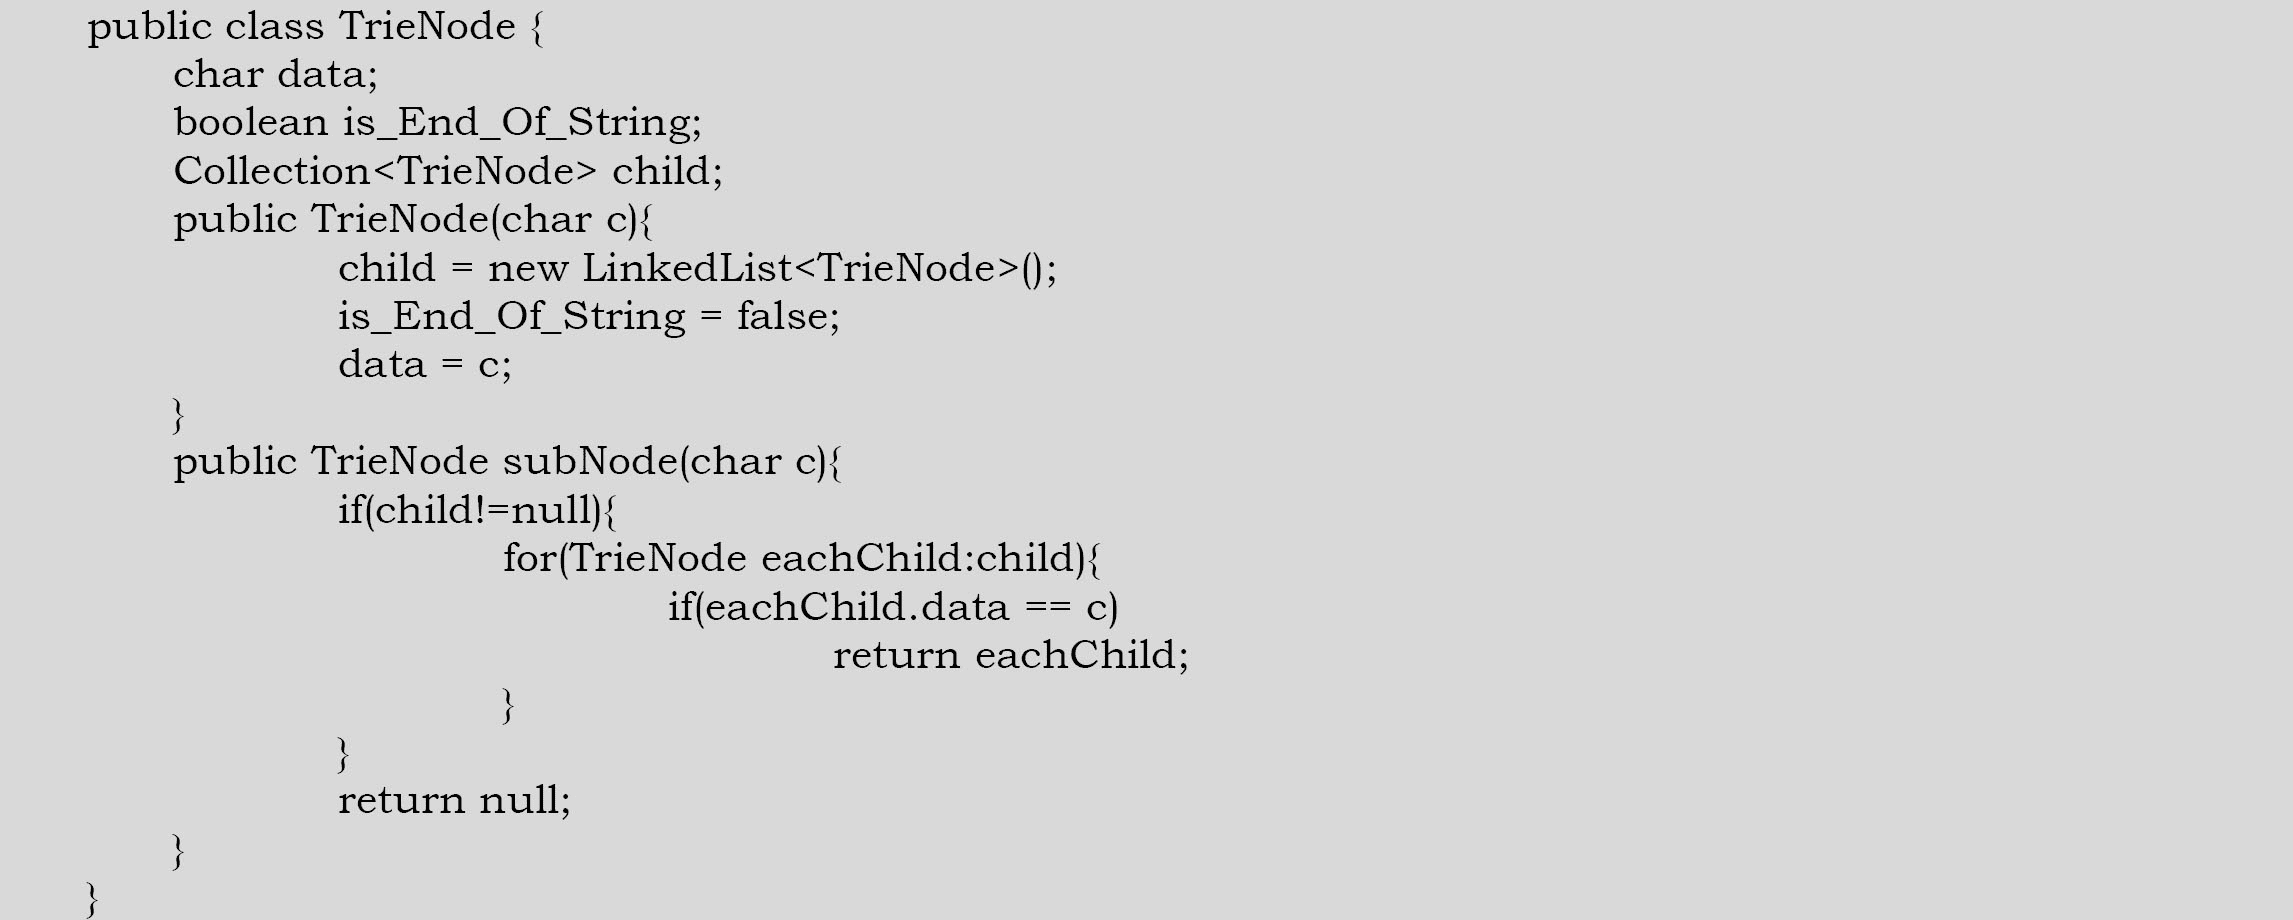 public class TrieNode {
char data;
boolean is_End_Of_String;
Collection<TrieNode> child;
public TrieNode(char c){
child = new LinkedList<TrieNode>();
is_End_Of_String = false;
data = c;
}
public TrieNode subNode(char c){
if(child!=null){
for(TrieNode eachChild:child){
if(eachChild.data == c)
return eachChild;
}
}
return null;
}
}